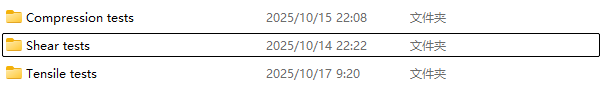 Compression tests 2025/10/15 22:08 文件夹
Shear tests 2025/10/14 22:22 文件夹
Tensile tests 2025/10/17 9:20 文件夹